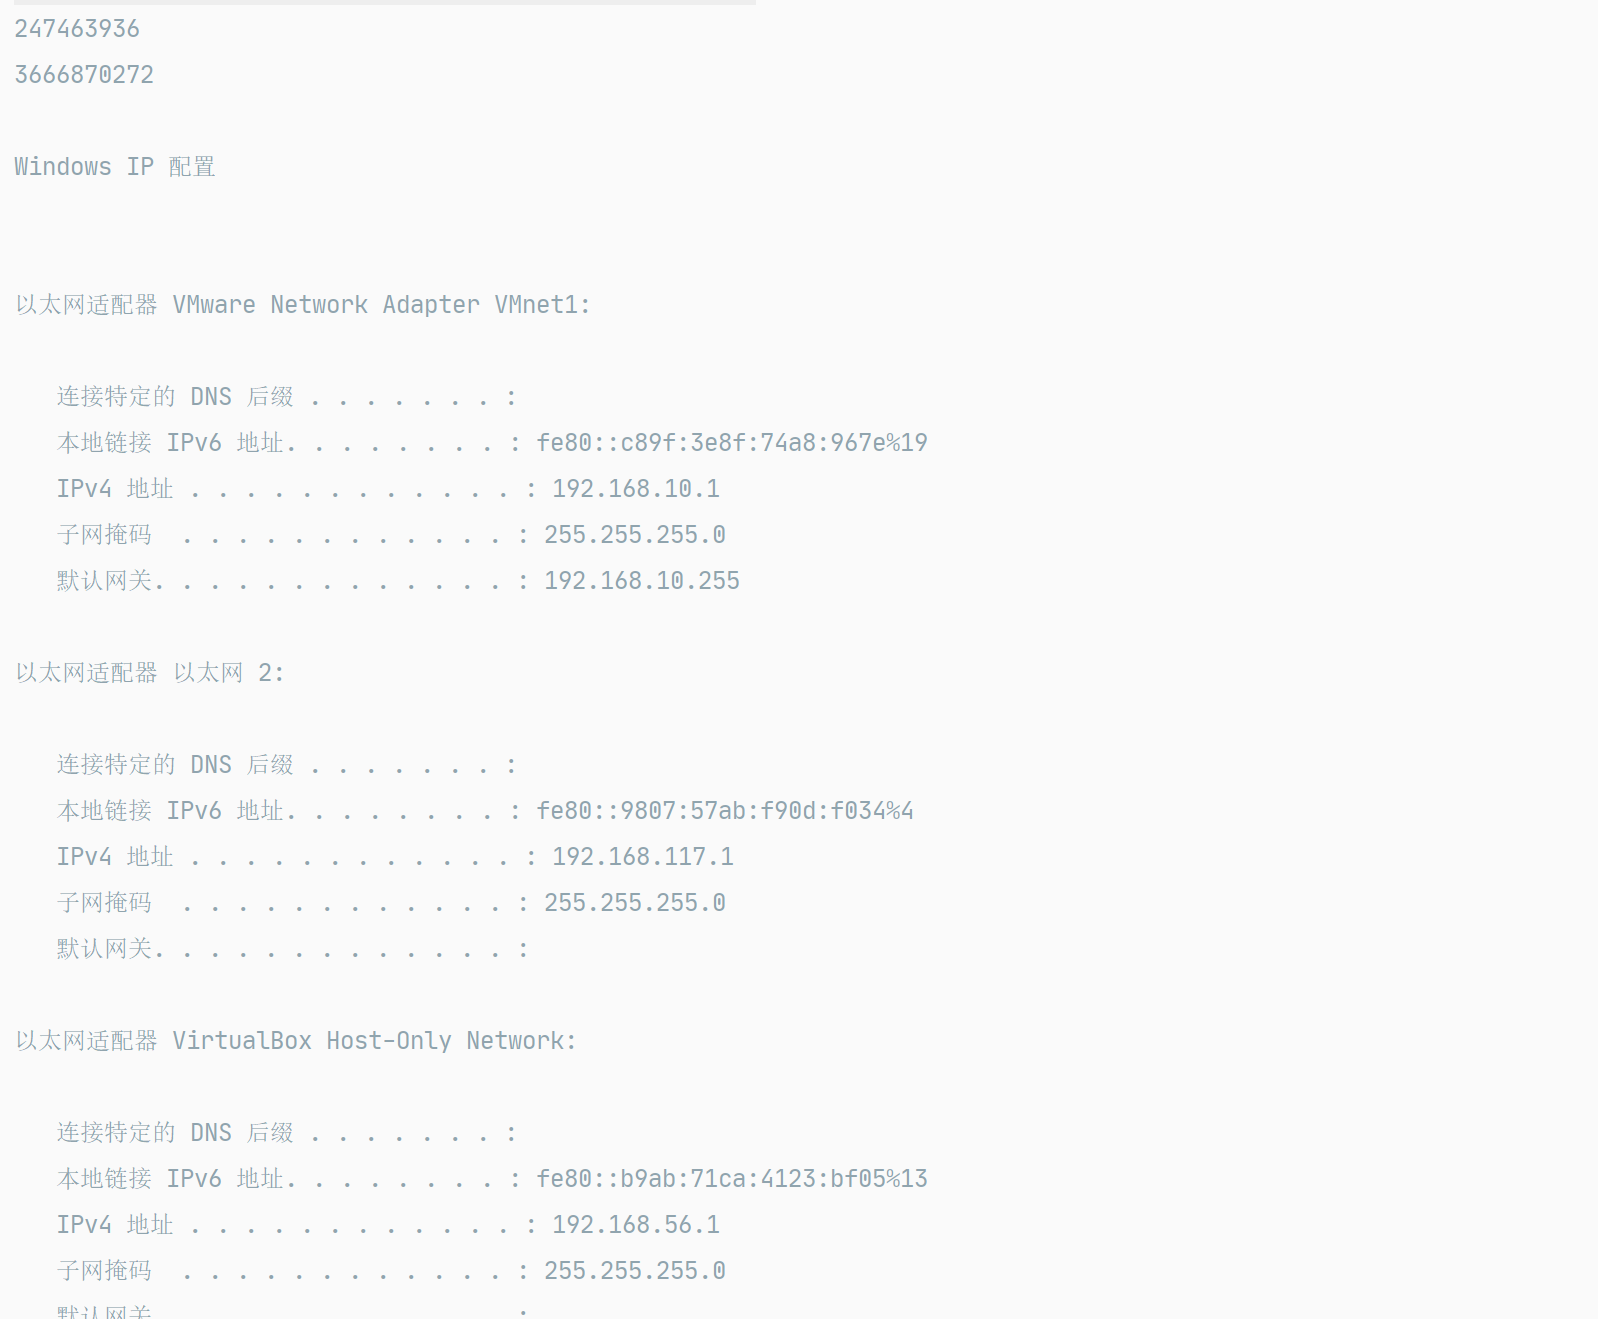 247463936
3666870272
Windows IP 配置
以太网适配器 VMware Network Adapter VMnet1:
连接特定的 DNS 后缀 . . . . . . . :
本地链接 IPv6 地址. . . . . . . . : fe80::c89f:3e8f:74a8:967e%19
IPv4 地址 . . . . . . . . . . . . : 192.168.10.1
子网掩码  . . . . . . . . . . . . : 255.255.255.0
默认网关. . . . . . . . . . . . . : 192.168.10.255
以太网适配器 以太网 2:
连接特定的 DNS 后缀 . . . . . . . :
本地链接 IPv6 地址. . . . . . . . : fe80::9807:57ab:f90d:f034%4
IPv4 地址 . . . . . . . . . . . . : 192.168.117.1
子网掩码  . . . . . . . . . . . . : 255.255.255.0
默认网关. . . . . . . . . . . . . :
以太网适配器 VirtualBox Host-Only Network:
连接特定的 DNS 后缀 . . . . . . . :
本地链接 IPv6 地址. . . . . . . . : fe80::b9ab:71ca:4123:bf05%13
IPv4 地址 . . . . . . . . . . . . : 192.168.56.1
子网掩码  . . . . . . . . . . . . : 255.255.255.0
默认网关. . . . . . . . . . . . . :